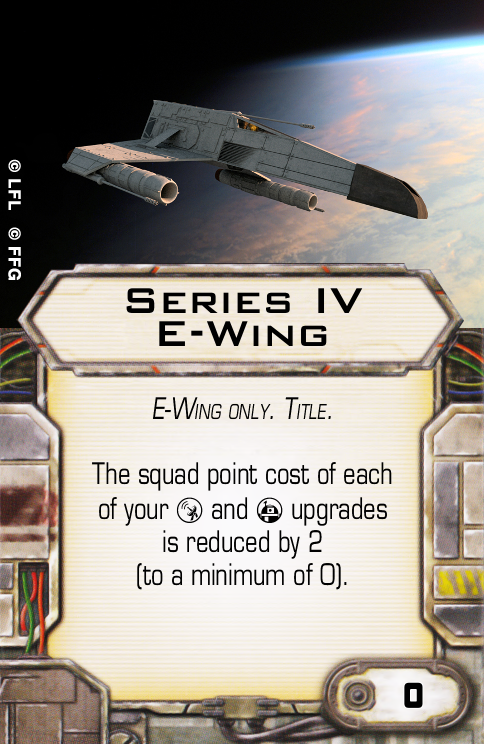 © LFL © FFG
Series IV
E-Wing
E-Wing only. Title.
The squad point cost of each
of your and upgrades
is reduced by 2
(to a minimum of 0).
0